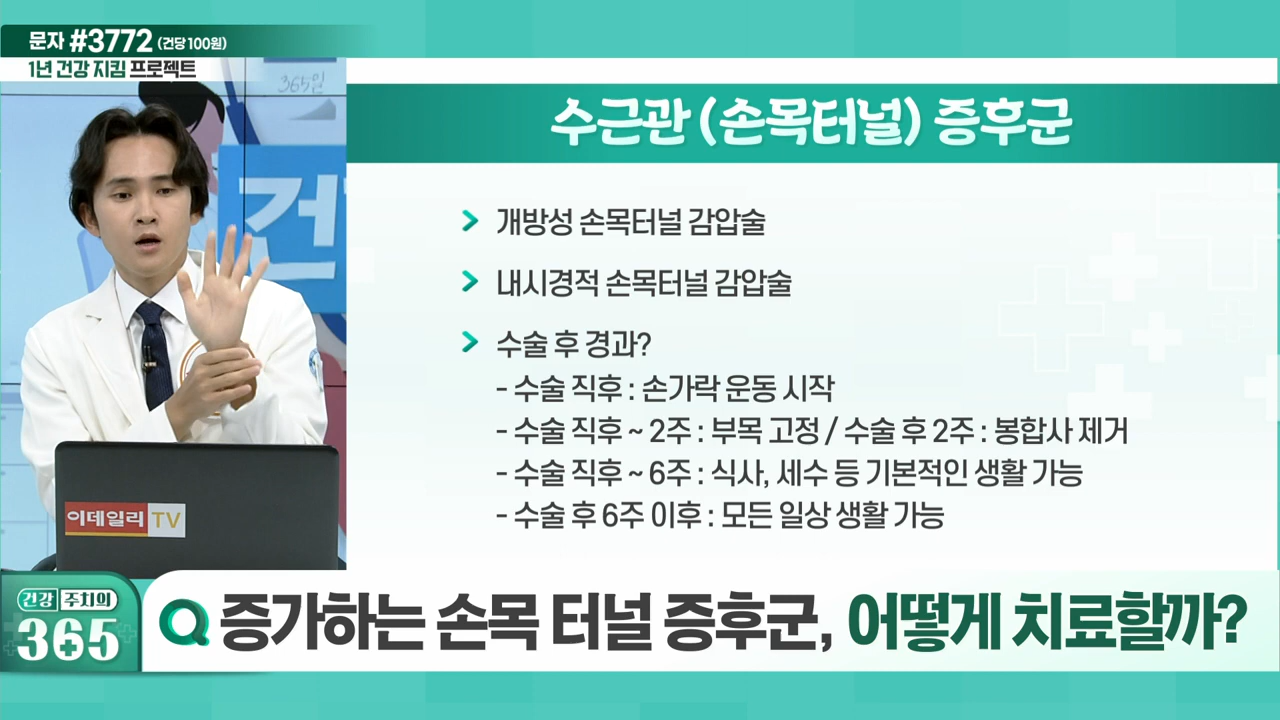 문자 #3772 (건당 100원)
1년 건강 지킴 프로젝트
365일
건
수근관 (손목터널) 증후군
개방성 손목터널 감압술
내시경적 손목터널 감압술
수술 후 경과?
- 수술 직후 : 손가락 운동 시작
- 수술 직후 ~ 2주 : 부목 고정 / 수술 후 2주 : 봉합사 제거
- 수술 직후 ~ 6주 : 식사, 세수 등 기본적인 생활 가능
- 수술 후 6주 이후 : 모든 일상 생활 가능
이데일리 TV
건강 주치의
365
Q 증가하는 손목 터널 증후군, 어떻게 치료할까?